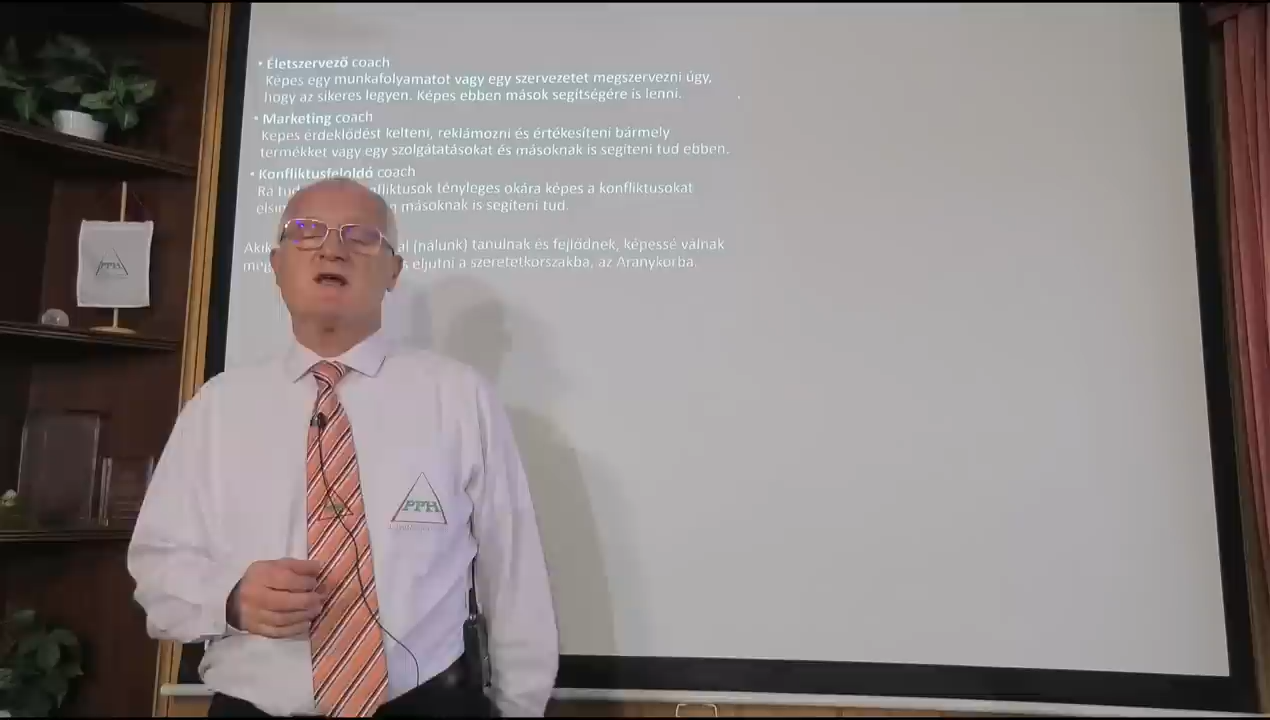 • Életszervező coach
Képes egy munkafolyamatot vagy egy szervezetet megszervezni úgy,
hogy az sikeres legyen. Képes ebben mások segítségére is lenni.
• Marketing coach
Képes érdeklődést kelteni, reklámozni és értékesíteni bármely
termékket vagy egy szolgátatásokat és másoknak is segíteni tud ebben.
• Konfliktusfeloldó coach
Rá tud konfliktusok tényleges okára képes a konfliktusokat
másoknak is segíteni tud.
(nálunk) tanulnak és fejlődnek, képessé válnak
eljutni a szeretetkorszakba, az Aranykorba.
PPH
PPH